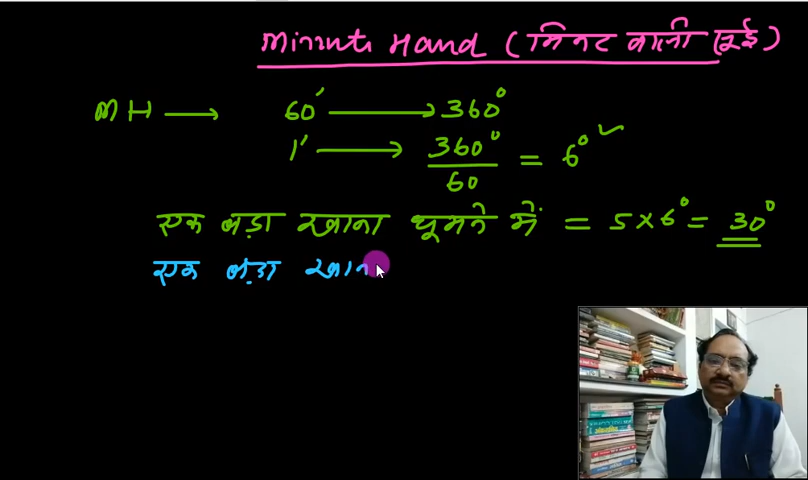 Minute Hand (मिनट वाली सुई)
MH → 60′ → 360°
1′ → 360°/60 = 6° ✓
एक बड़ा खाना घूमने में = 5×6° = 30°
एक बड़ा खान